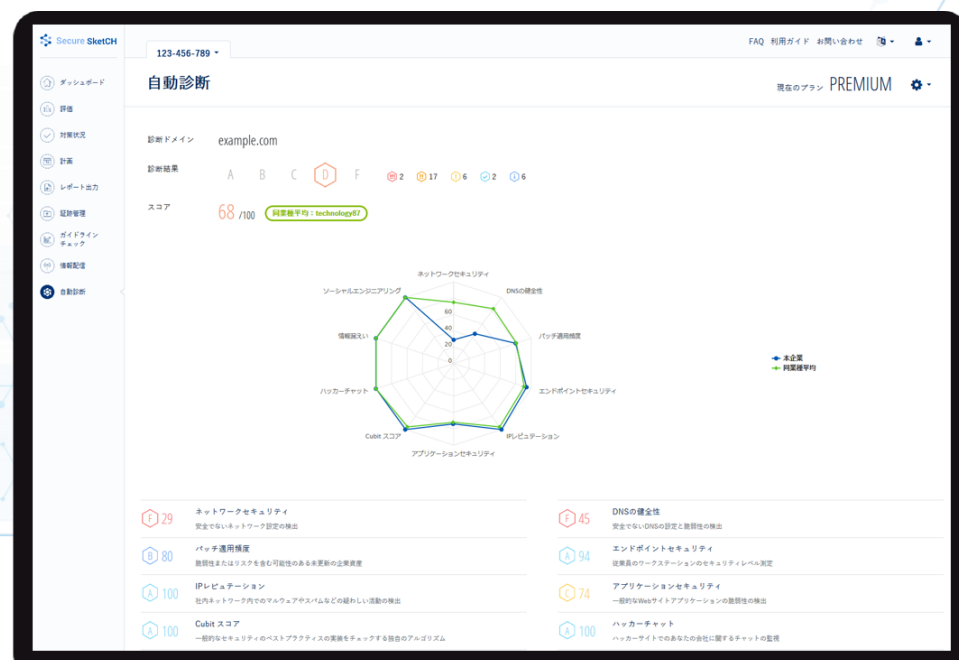 Secure SketCH
123-456-789
FAQ 利用ガイド お問い合わせ
自動診断
現在のプラン PREMIUM
ダッシュボード
評価
対策状況
計画
レポート出力
証跡管理
ガイドライン
チェック
情報配信
自動診断
診断ドメイン example.com
診断結果 A B C D F 2 17 6 2 6
スコア 68 /100 同業種平均：technology87
ネットワークセキュリティ
ソーシャルエンジニアリング
DNSの健全性
情報漏えい
パッチ適用頻度
ハッカーチャット
エンドポイントセキュリティ
Cubit スコア
IPレピュテーション
アプリケーションセキュリティ
60
40
20
0
本企業
同業種平均
F 29 ネットワークセキュリティ
安全でないネットワーク設定の検出
F 45 DNSの健全性
安全でないDNSの設定と脆弱性の検出
B 80 パッチ適用頻度
脆弱性またはリスクを含む可能性のある未更新の企業資産
A 94 エンドポイントセキュリティ
従業員のワークステーションのセキュリティレベル測定
A 100 IPレピュテーション
社内ネットワーク内でのマルウェアやスパムなどの疑わしい活動の検出
C 74 アプリケーションセキュリティ
一般的なWebサイトアプリケーションの脆弱性の検出
A 100 Cubit スコア
一般的なセキュリティのベストプラクティスの実装をチェックする独自のアルゴリズム
A 100 ハッカーチャット
ハッカーサイトでのあなたの会社に関するチャットの監視